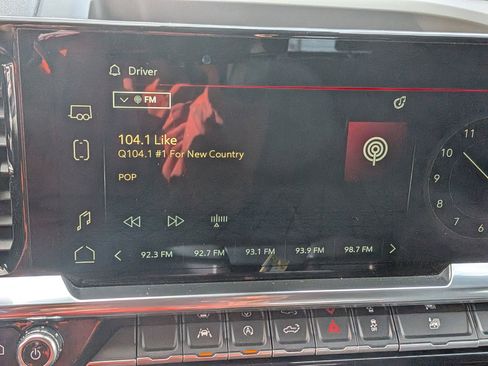 Driver
FM
104.1 Like
Q104.1 #1 For New Country
POP
92.3 FM 92.7 FM 93.1 FM 93.9 FM 98.7 FM
11
10
9
8
7
6